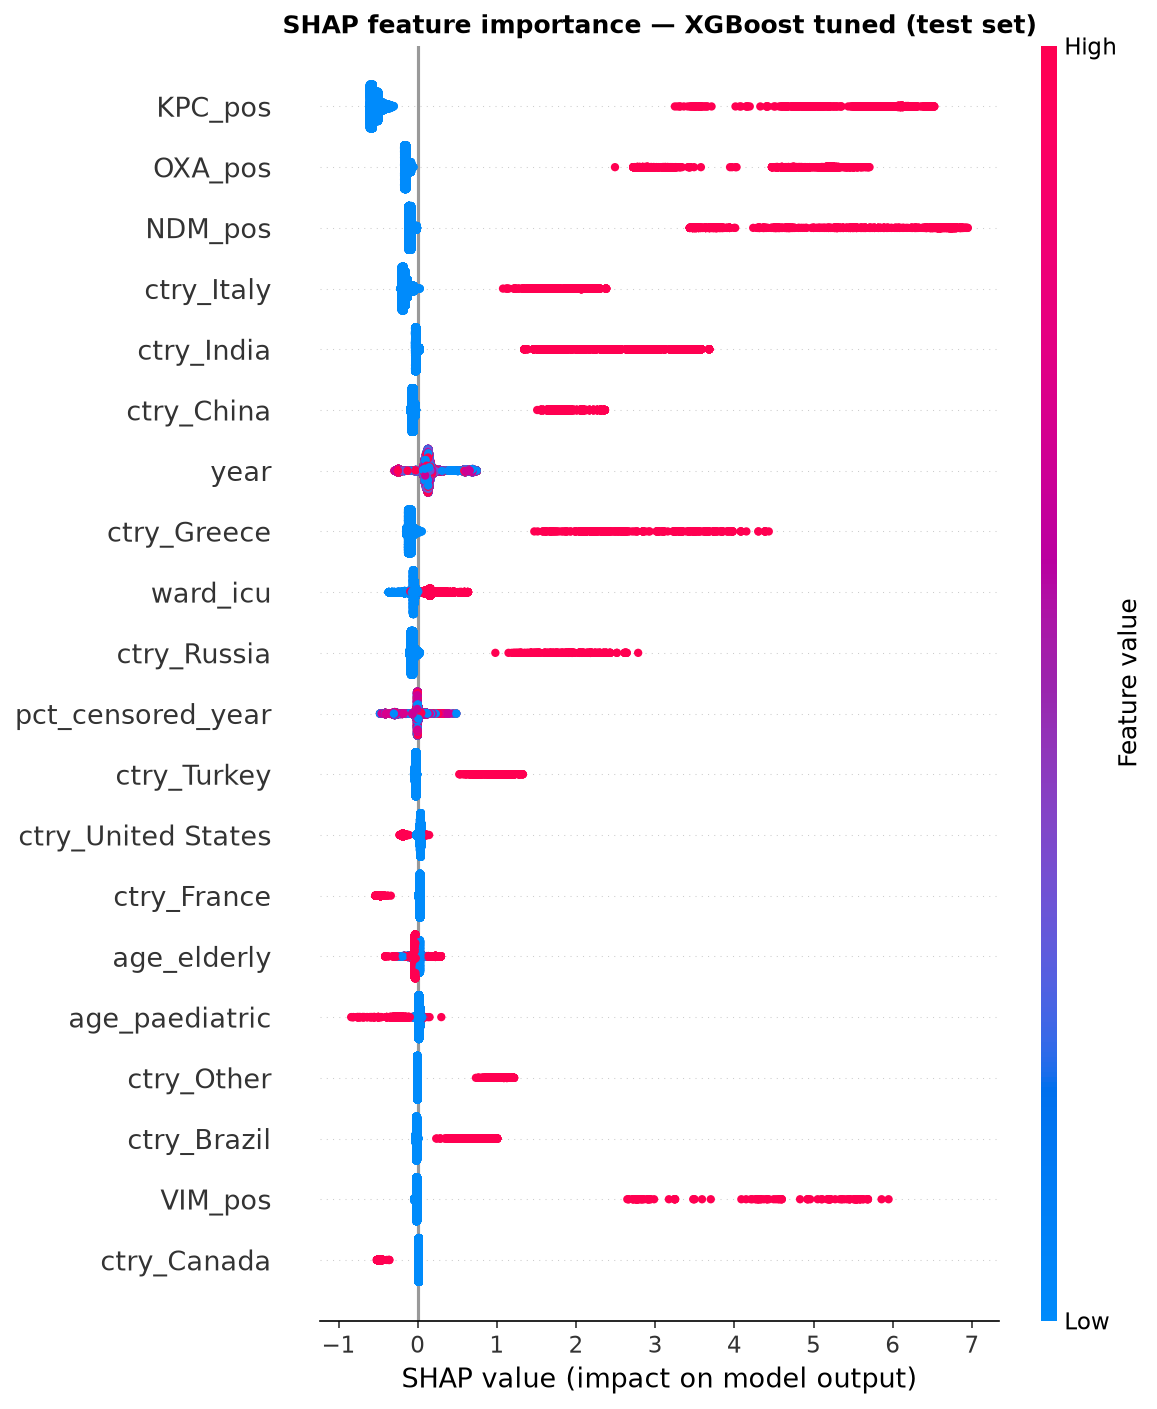 SHAP feature importance — XGBoost tuned (test set)
High
KPC_pos
OXA_pos
NDM_pos
ctry_Italy
ctry_India
ctry_China
year
ctry_Greece
ward_icu
ctry_Russia
pct_censored_year
ctry_Turkey
ctry_United States
ctry_France
age_elderly
age_paediatric
ctry_Other
ctry_Brazil
VIM_pos
ctry_Canada
Feature value
Low
−1 0 1 2 3 4 5 6 7
SHAP value (impact on model output)